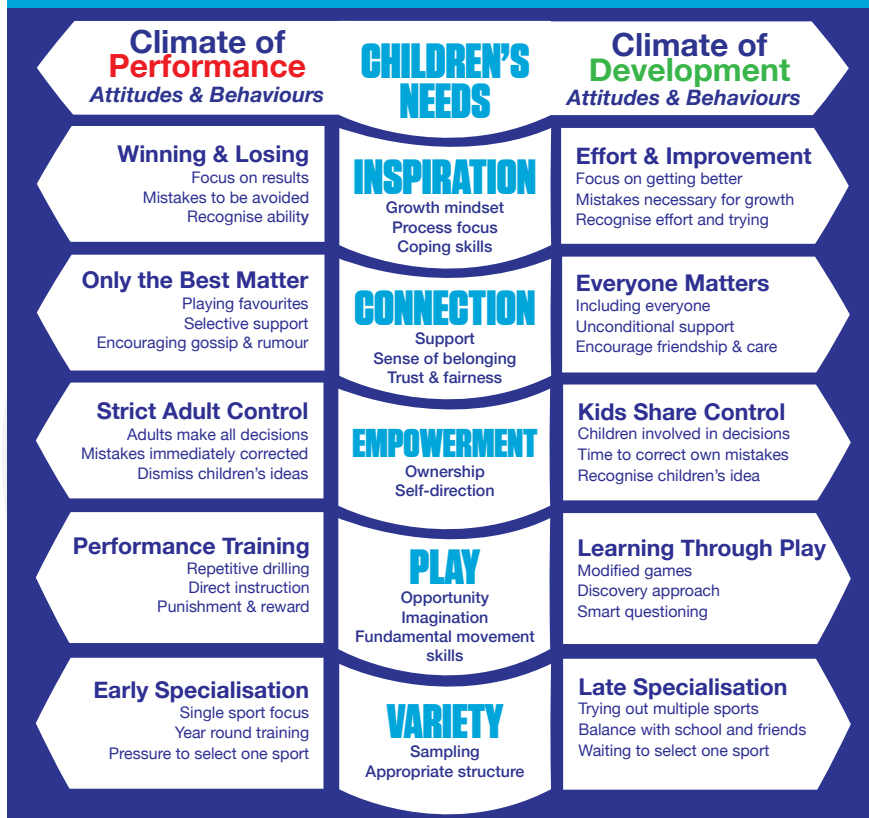 Climate of
Performance
Attitudes & Behaviours
CHILDREN'S
NEEDS
Climate of
Development
Attitudes & Behaviours
Winning & Losing
Focus on results
Mistakes to be avoided
Recognise ability
INSPIRATION
Growth mindset
Process focus
Coping skills
Effort & Improvement
Focus on getting better
Mistakes necessary for growth
Recognise effort and trying
Only the Best Matter
Playing favourites
Selective support
Encouraging gossip & rumour
CONNECTION
Support
Sense of belonging
Trust & fairness
Everyone Matters
Including everyone
Unconditional support
Encourage friendship & care
Strict Adult Control
Adults make all decisions
Mistakes immediately corrected
Dismiss children's ideas
EMPOWERMENT
Ownership
Self-direction
Kids Share Control
Children involved in decisions
Time to correct own mistakes
Recognise children's idea
Performance Training
Repetitive drilling
Direct instruction
Punishment & reward
PLAY
Opportunity
Imagination
Fundamental movement
skills
Learning Through Play
Modified games
Discovery approach
Smart questioning
Early Specialisation
Single sport focus
Year round training
Pressure to select one sport
VARIETY
Sampling
Appropriate structure
Late Specialisation
Trying out multiple sports
Balance with school and friends
Waiting to select one sport